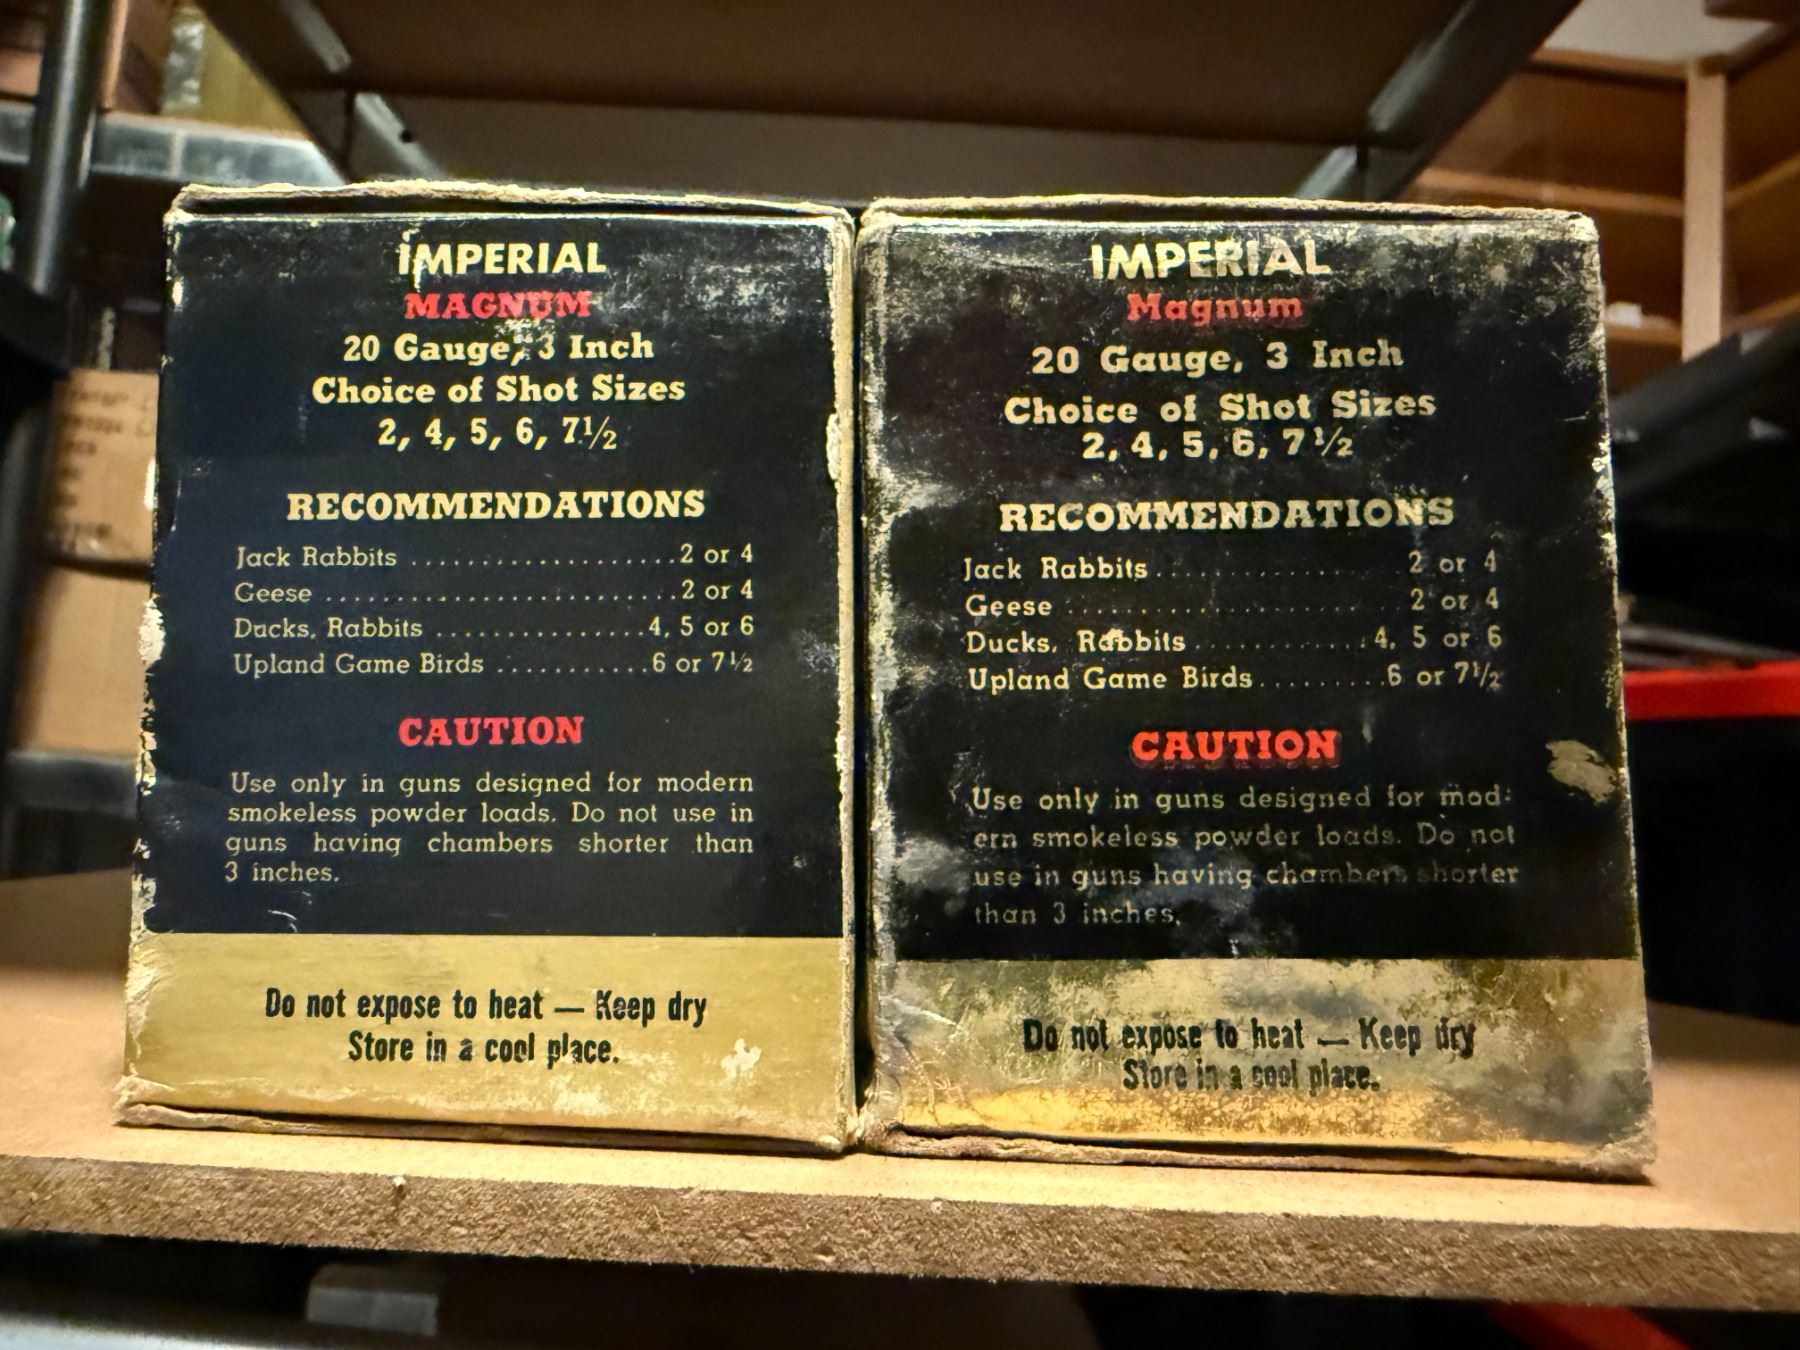 IMPERIAL
MAGNUM
20 Gauge, 3 Inch
Choice of Shot Sizes
2, 4, 5, 6, 7½
RECOMMENDATIONS
Jack Rabbits ...................2 or 4
Geese .........................2 or 4
Ducks, Rabbits ...............4, 5 or 6
Upland Game Birds ...........6 or 7½
CAUTION
Use only in guns designed for modern
smokeless powder loads. Do not use in
guns having chambers shorter than
3 inches.
Do not expose to heat — Keep dry
Store in a cool place.
IMPERIAL
Magnum
20 Gauge, 3 Inch
Choice of Shot Sizes
2, 4, 5, 6, 7½
RECOMMENDATIONS
Jack Rabbits.................2 or 4
Geese .......................2 or 4
Ducks, Rabbits.............4, 5 or 6
Upland Game Birds.........6 or 7½
CAUTION
Use only in guns designed for mod-
ern smokeless powder loads. Do not
use in guns having chambers shorter
than 3 inches.
Do not expose to heat — Keep dry
Store in a cool place.